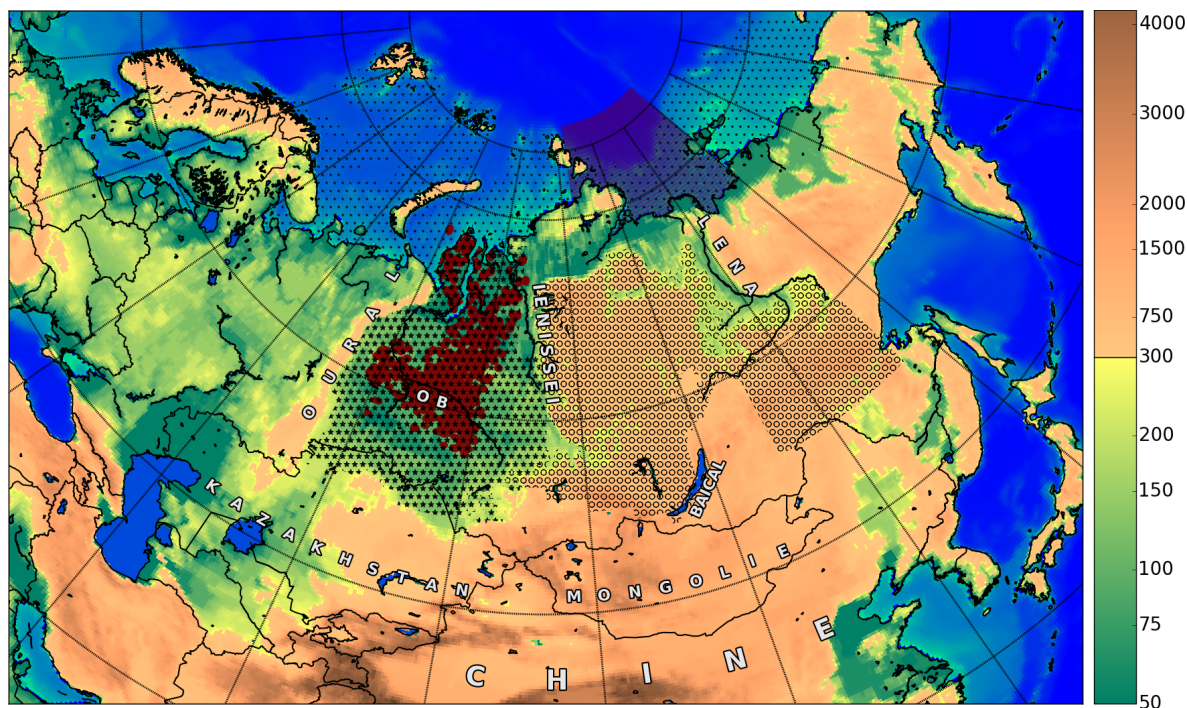 LENA
OURAL
IENISSEI
OB
BAICAL
KAZAKHSTAN
MONGOLIE
CHINE
4000
3000
2000
1500
750
300
200
150
100
75
50